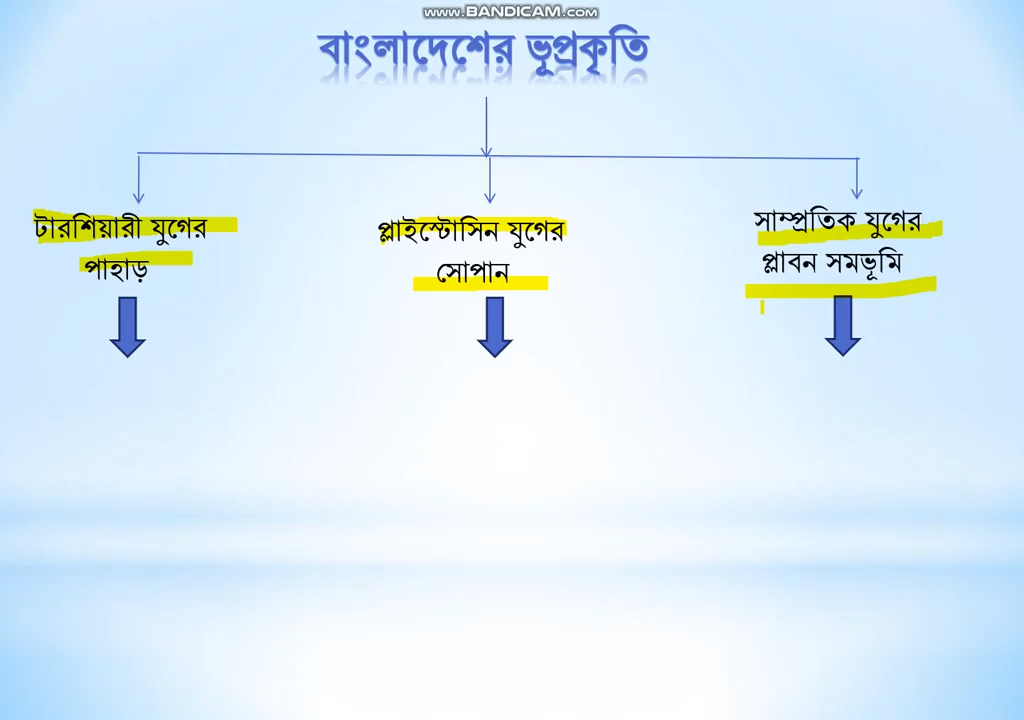 www.BANDICAM.com
বাংলাদেশের ভূপ্রকৃতি
টারশিয়ারী যুগের
পাহাড়
প্লাইস্টোসিন যুগের
সোপান
সাম্প্রতিক যুগের
প্লাবন সমভূমি